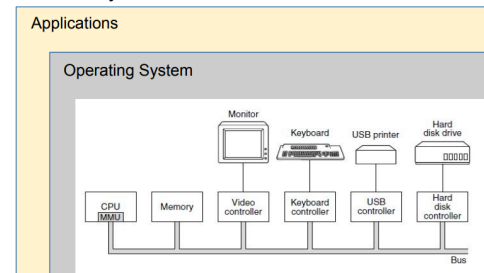 Applications
Operating System
Monitor
Keyboard
USB printer
Hard
disk drive
CPU
MMU
Memory
Video
controller
Keyboard
controller
USB
controller
Hard
disk
controller
Bus